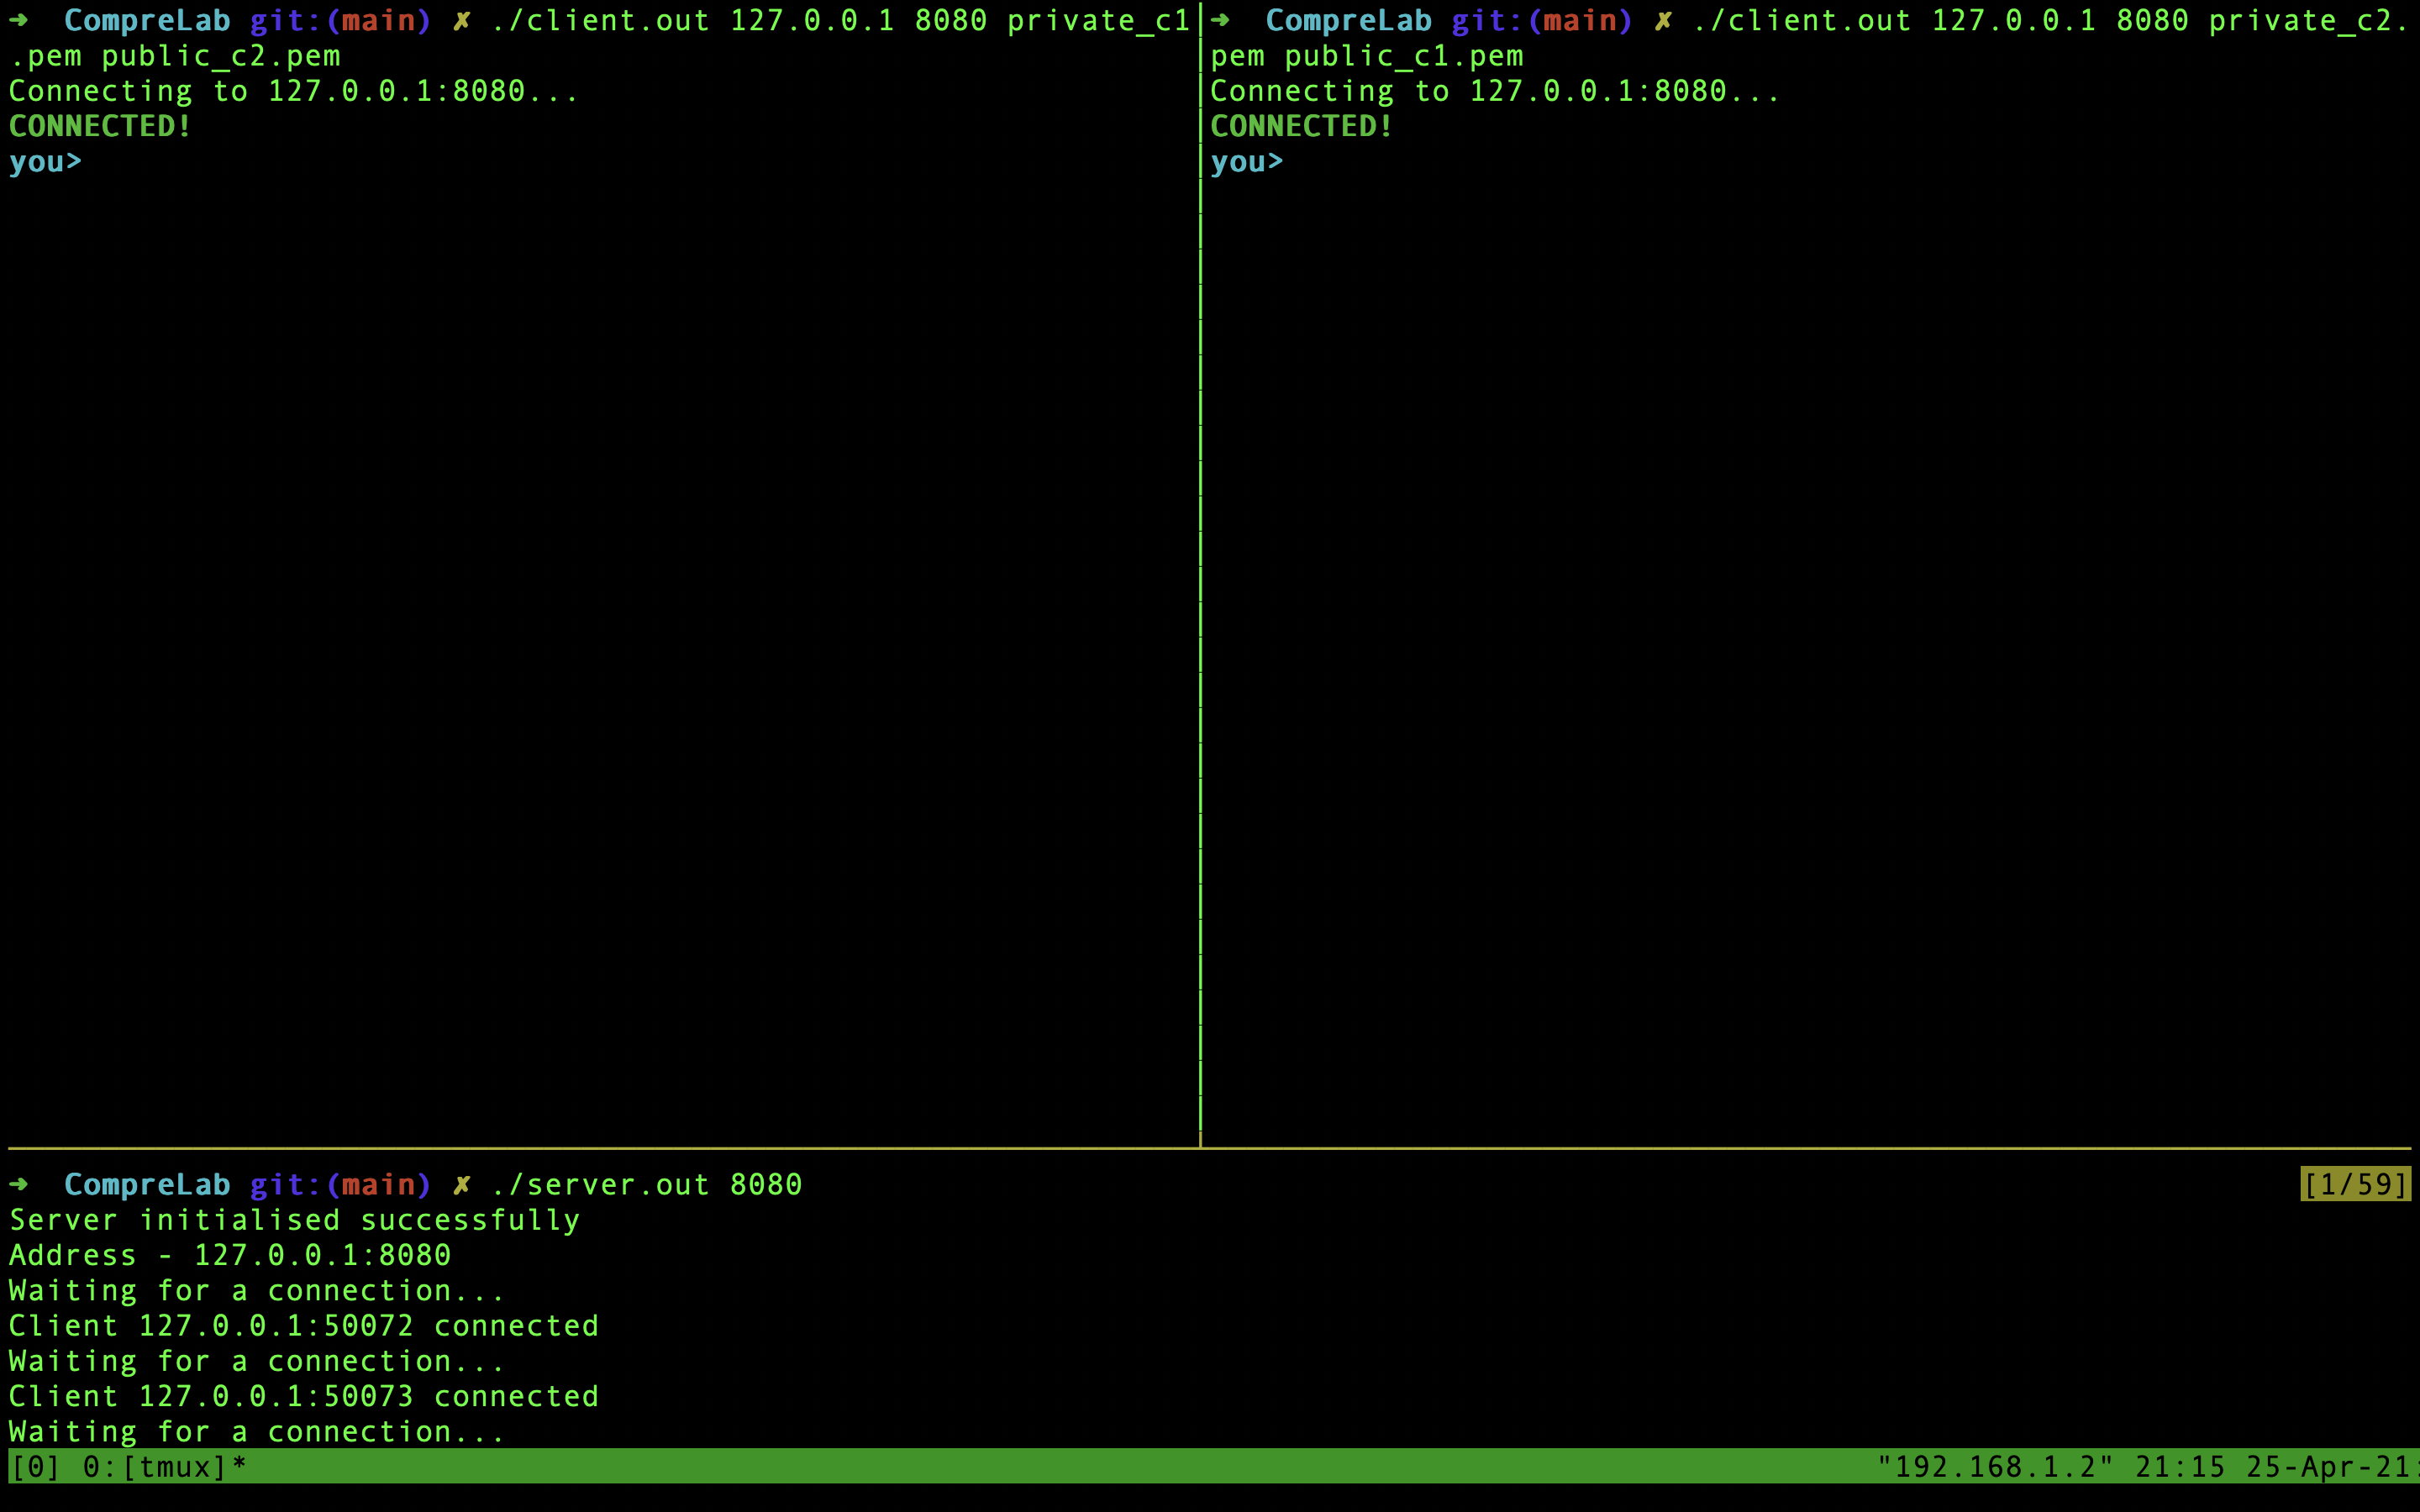 ➜  CompreLab git:(main) ✗ ./client.out 127.0.0.1 8080 private_c1
.pem public_c2.pem
Connecting to 127.0.0.1:8080...
CONNECTED!
you>
➜  CompreLab git:(main) ✗ ./client.out 127.0.0.1 8080 private_c2.
pem public_c1.pem
Connecting to 127.0.0.1:8080...
CONNECTED!
you>
➜  CompreLab git:(main) ✗ ./server.out 8080 [1/59]
Server initialised successfully
Address - 127.0.0.1:8080
Waiting for a connection...
Client 127.0.0.1:50072 connected
Waiting for a connection...
Client 127.0.0.1:50073 connected
Waiting for a connection...
[0] 0:[tmux]* "192.168.1.2" 21:15 25-Apr-21